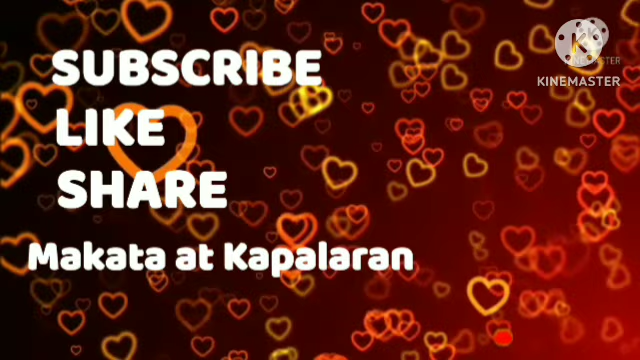 SUBSCRIBE
LIKE
SHARE
Makata at Kapalaran
KINEMASTER